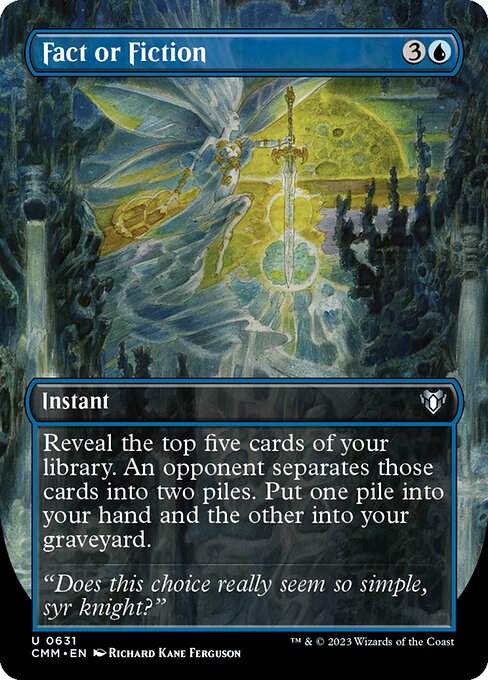 Fact or Fiction 3
Instant
Reveal the top five cards of your
library. An opponent separates those
cards into two piles. Put one pile into
your hand and the other into your
graveyard.
“Does this choice really seem so simple,
syr knight?”
U 0631
™ & © 2023 Wizards of the Coast
CMM • EN Richard Kane Ferguson